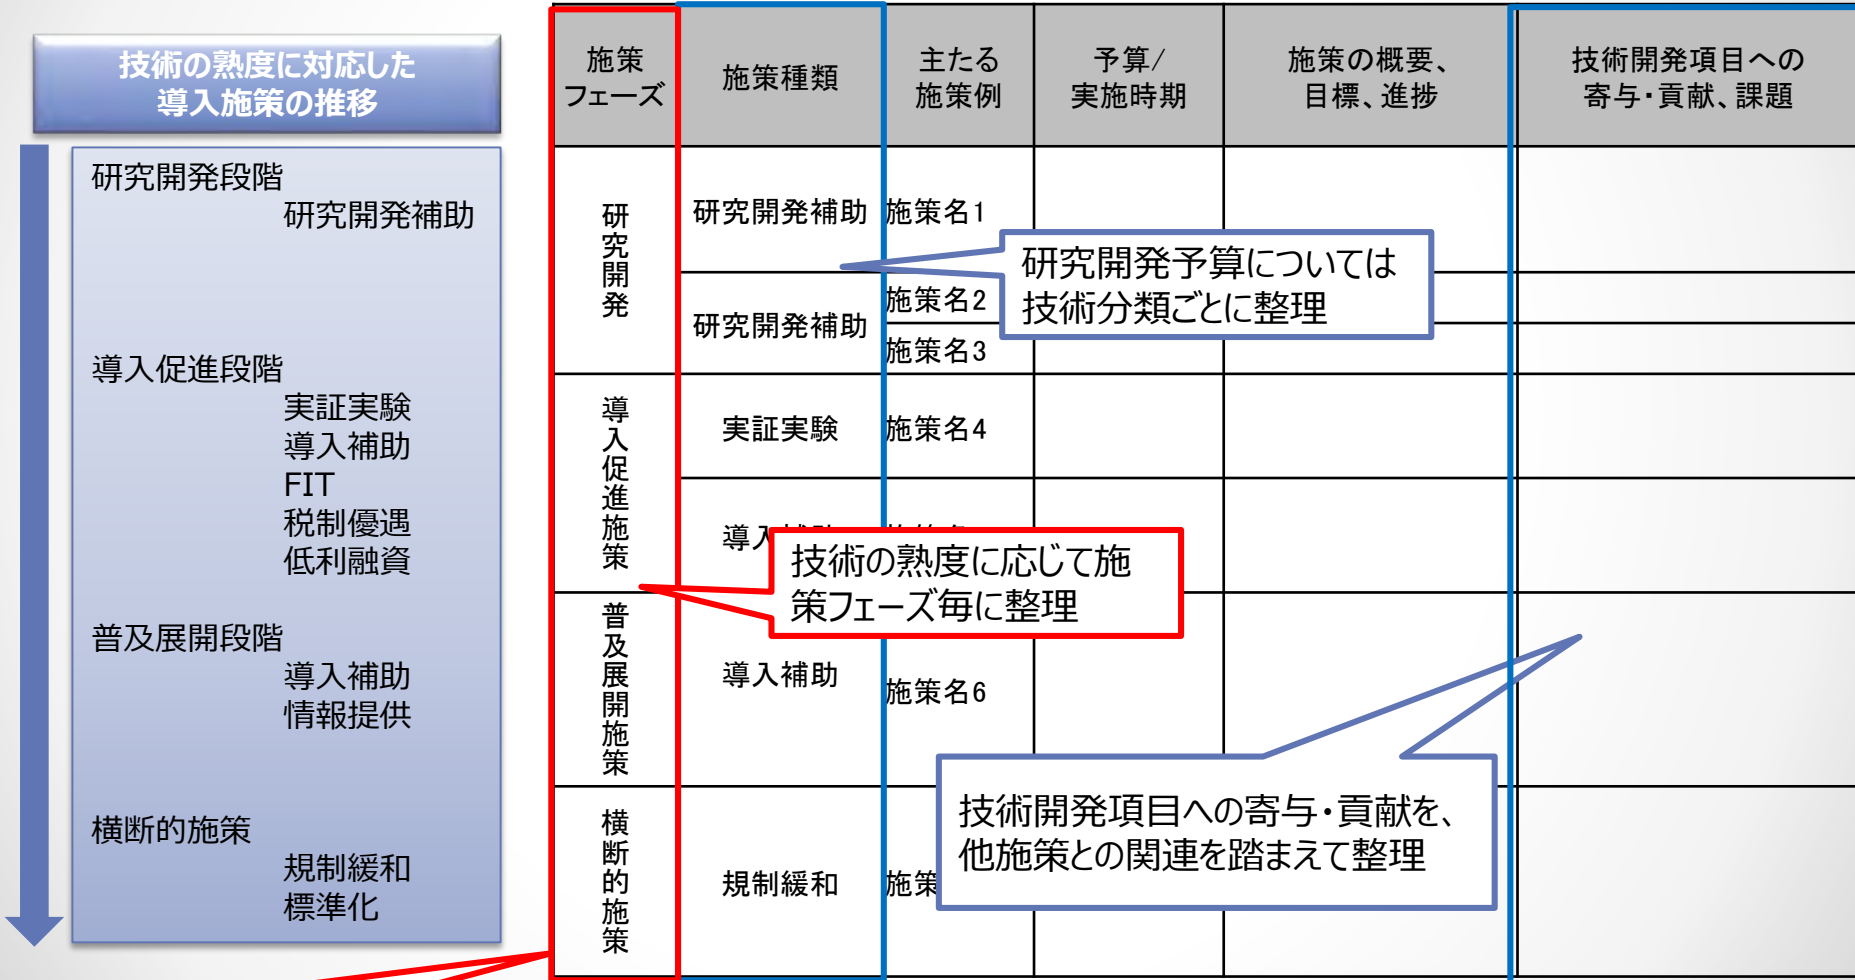 技術の熟度に対応した
導入施策の推移
研究開発段階
研究開発補助
導入促進段階
実証実験
導入補助
FIT
税制優遇
低利融資
普及展開段階
導入補助
情報提供
横断的施策
規制緩和
標準化
施策
フェーズ
施策種類
主たる
施策例
予算/
実施時期
施策の概要、
目標、進捗
技術開発項目への
寄与・貢献、課題
研究開発
研究開発補助
施策名1
研究開発予算については
技術分類ごとに整理
研究開発補助
施策名2
施策名3
導入促進施策
実証実験
施策名4
導入
技術の熟度に応じて施
策フェーズ毎に整理
普及展開施策
導入補助
施策名6
技術開発項目への寄与・貢献を、
他施策との関連を踏まえて整理
横断的施策
規制緩和
施策